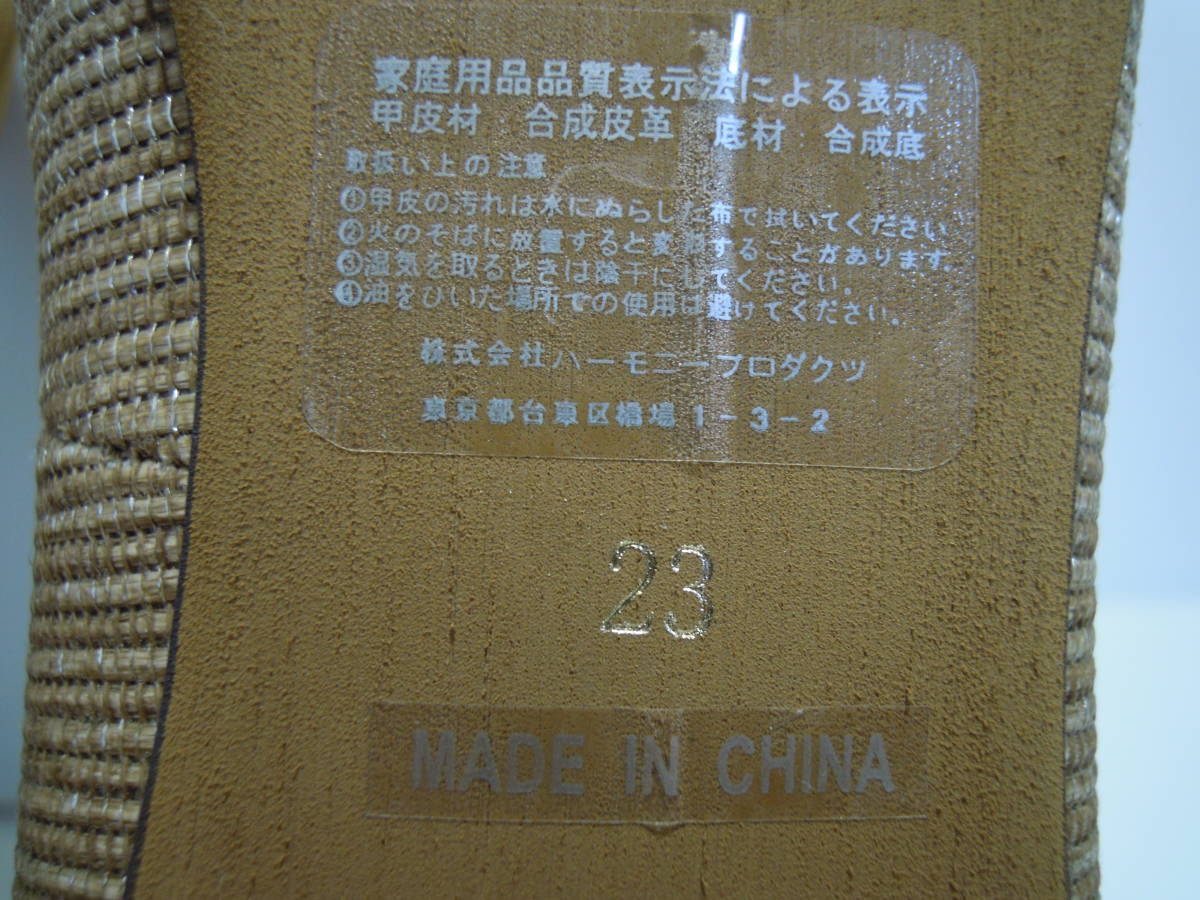 家庭用品品質表示法による表示
甲皮材：合成皮革　底材：合成底
取扱い上の注意
❶甲皮の汚れは水にぬらした布で拭いてください
❷火のそばに放置すると変形することがあります。
❸湿気を取るときは陰干にしてください。
❹油をひいた場所での使用は避けてください。
株式会社ハーモニープロダクツ
東京都台東区橋場1-3-2
23
MADE IN CHINA